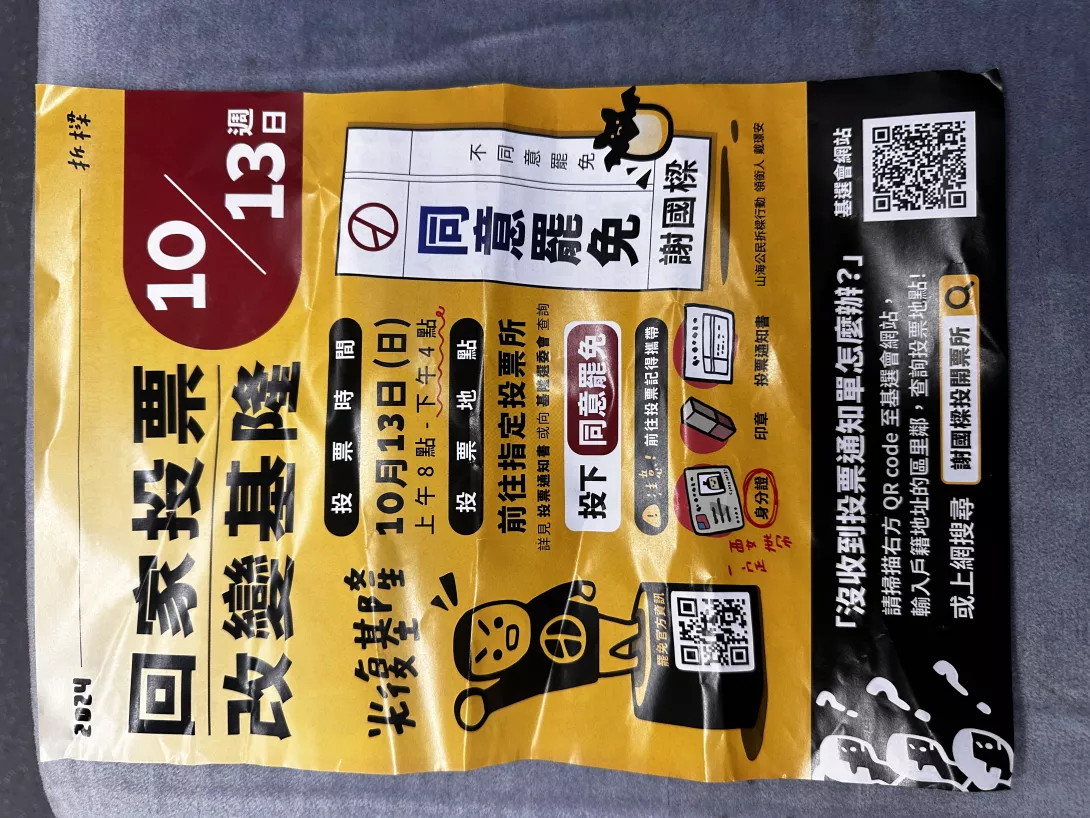 2024
拆樑
回家投票
改變基隆
10/13 週日
光復基隆
投票時間
10月13日(日)
上午8點-下午4點
投票地點
前往指定投票所
詳見 投票通知書 或向 基隆選委會 查詢
投下 同意罷免
注意! 前往投票記得攜帶
身分證
印章
投票通知書
一定要帶
同意罷免
不同意罷免
謝國樑
山海公民拆樑行動 領銜人 戴璟安
罷免官方資訊
「沒收到投票通知單怎麼辦?」
請掃描右方 QR code 至基選會網站,
輸入戶籍地址的區里鄰,查詢投票地點!
或上網搜尋 謝國樑投開票所
基選會網站